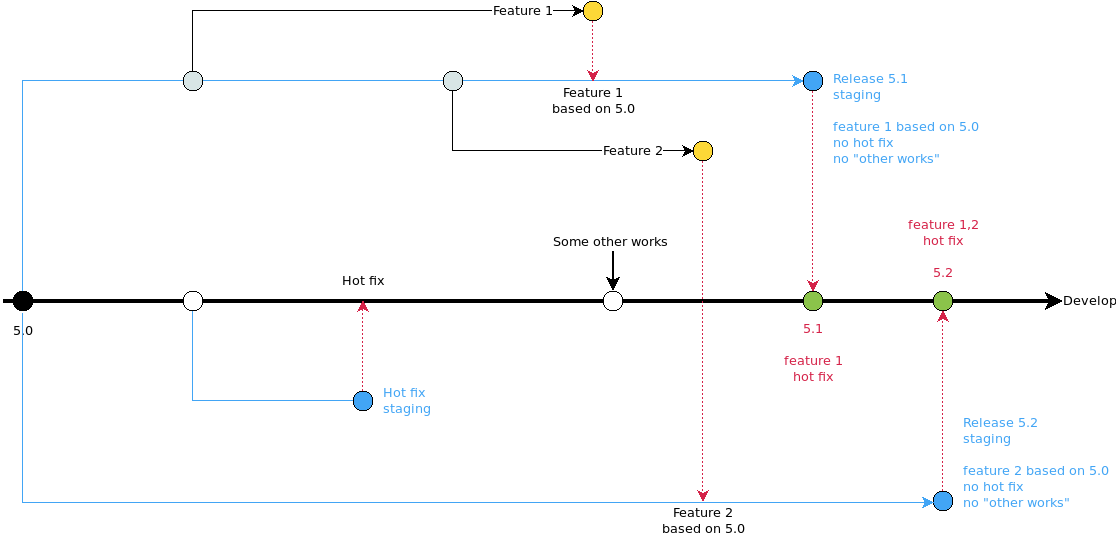 Feature 1
Feature 1
based on 5.0
Release 5.1
staging
feature 1 based on 5.0
no hot fix
no "other works"
Feature 2
Some other works
feature 1,2
hot fix
5.2
Hot fix
Develop
5.0
5.1
feature 1
hot fix
Hot fix
staging
Release 5.2
staging
feature 2 based on 5.0
no hot fix
no "other works"
Feature 2
based on 5.0